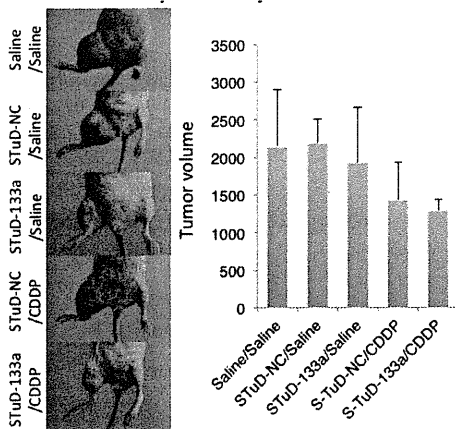 Saline
/Saline
STuD-NC
/Saline
STuD-133a
/Saline
STuD-NC
/CDDP
STuD-133a
/CDDP
Tumor volume
3500
3000
2500
2000
1500
1000
500
0
Saline/Saline
STuD-NC/Saline
STuD-133a/Saline
S-TuD-NC/CDDP
S-TuD-133a/CDDP